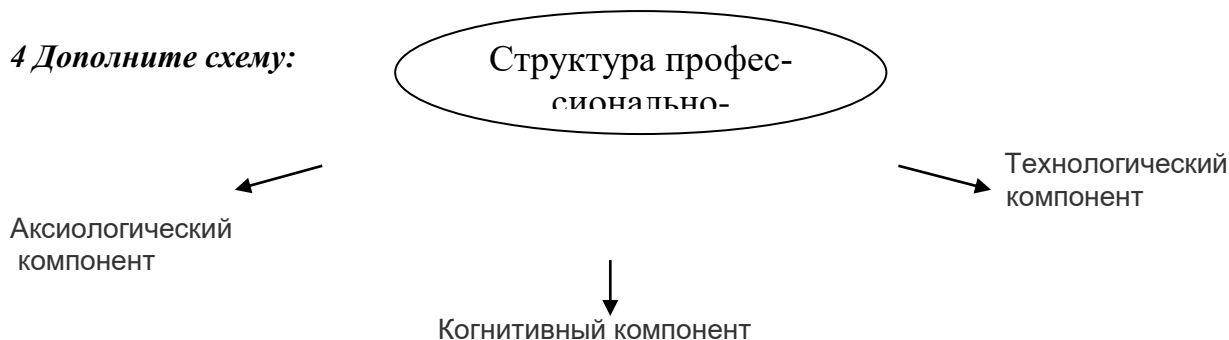 4 Дополните схему:
Структура профес-
сионально-
Технологический
компонент
Аксиологический
компонент
Когнитивный компонент